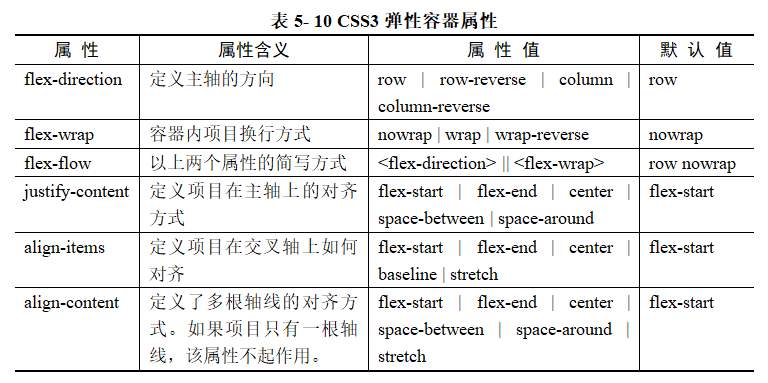 表 5- 10 CSS3 弹性容器属性
属 性 属性含义 属 性 值 默 认 值
flex-direction 定义主轴的方向 row | row-reverse | column | row
column-reverse
flex-wrap 容器内项目换行方式 nowrap | wrap | wrap-reverse nowrap
flex-flow 以上两个属性的简写方式 <flex-direction> || <flex-wrap> row nowrap
justify-content 定义项目在主轴上的对齐 flex-start | flex-end | center | flex-start
方式 space-between | space-around
align-items 定义项目在交叉轴上如何 flex-start | flex-end | center | flex-start
对齐 baseline | stretch
align-content 定义了多根轴线的对齐方 flex-start | flex-end | center | flex-start
式。如果项目只有一根轴 space-between | space-around |
线，该属性不起作用。 stretch